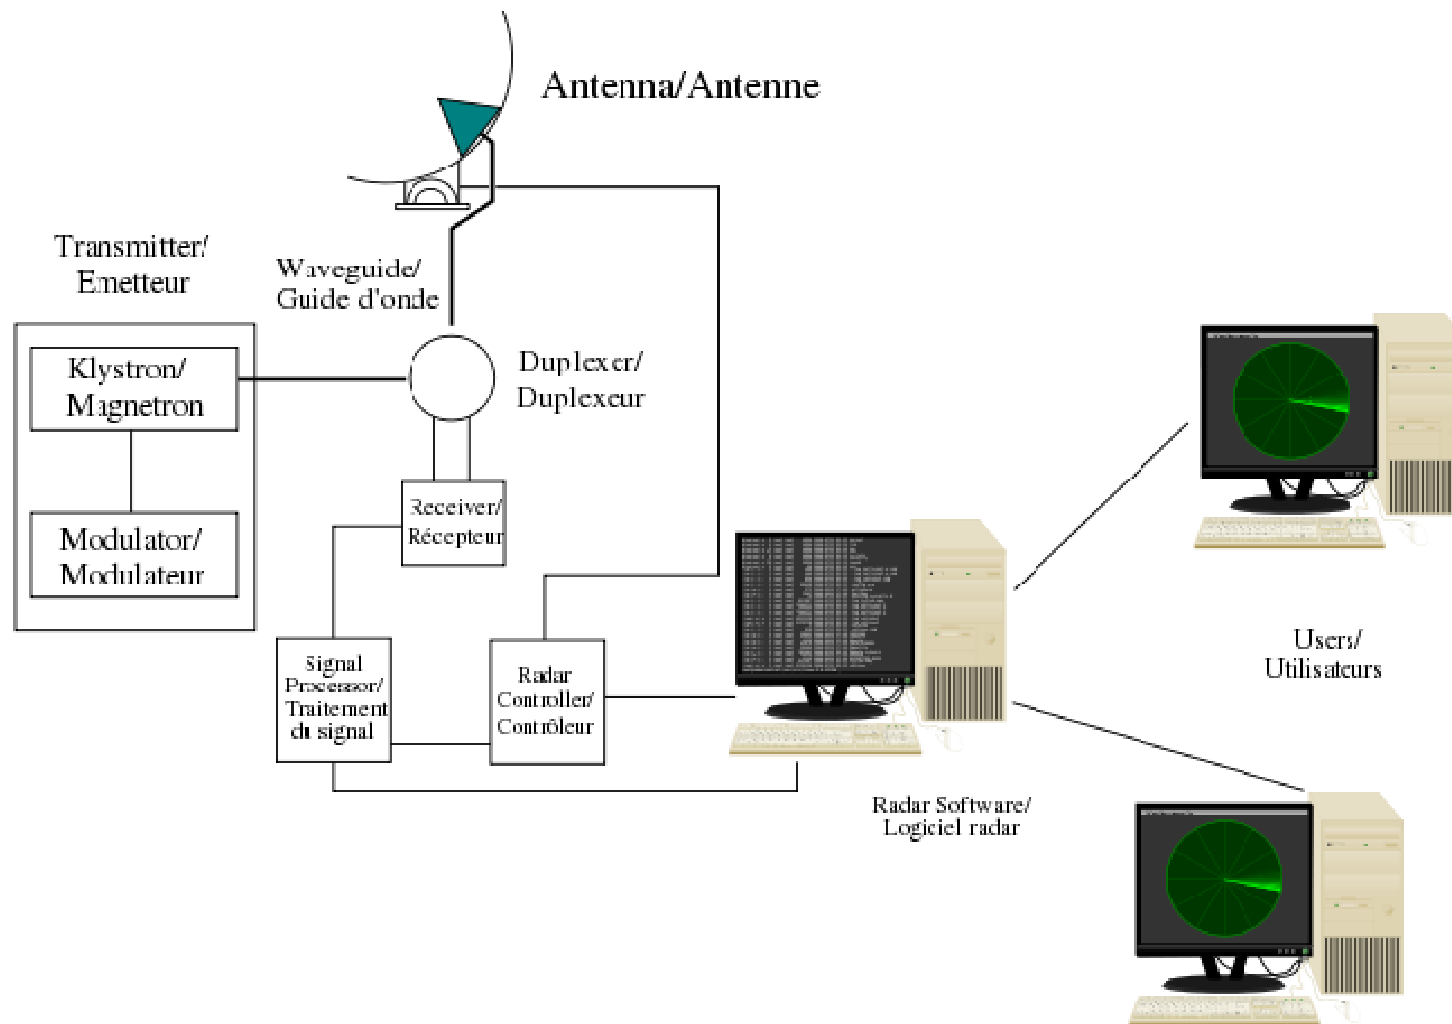 Antenna/Antenne
Transmitter/
Emetteur
Waveguide/
Guide d'onde
Klystron/
Magnetron
Duplexer/
Duplexeur
Modulator/
Modulateur
Receiver/
Récepteur
Signal
Processor/
Traitement
du signal
Radar
Controller/
Contrôleur
Users/
Utilisateurs
Radar Software/
Logiciel radar